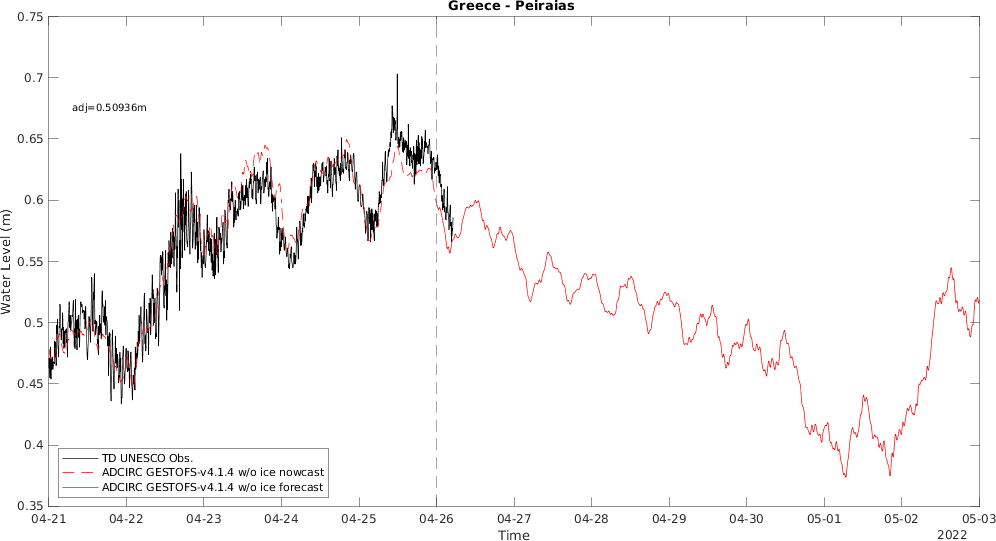 Greece - Peiraias
0.75
0.7
0.65
0.6
0.55
0.5
0.45
0.4
0.35
Water Level (m)
adj=0.50936m
TD UNESCO Obs.
ADCIRC GESTOFS-v4.1.4 w/o ice nowcast
ADCIRC GESTOFS-v4.1.4 w/o ice forecast
04-21 04-22 04-23 04-24 04-25 04-26 04-27 04-28 04-29 04-30 05-01 05-02 05-03
Time
2022